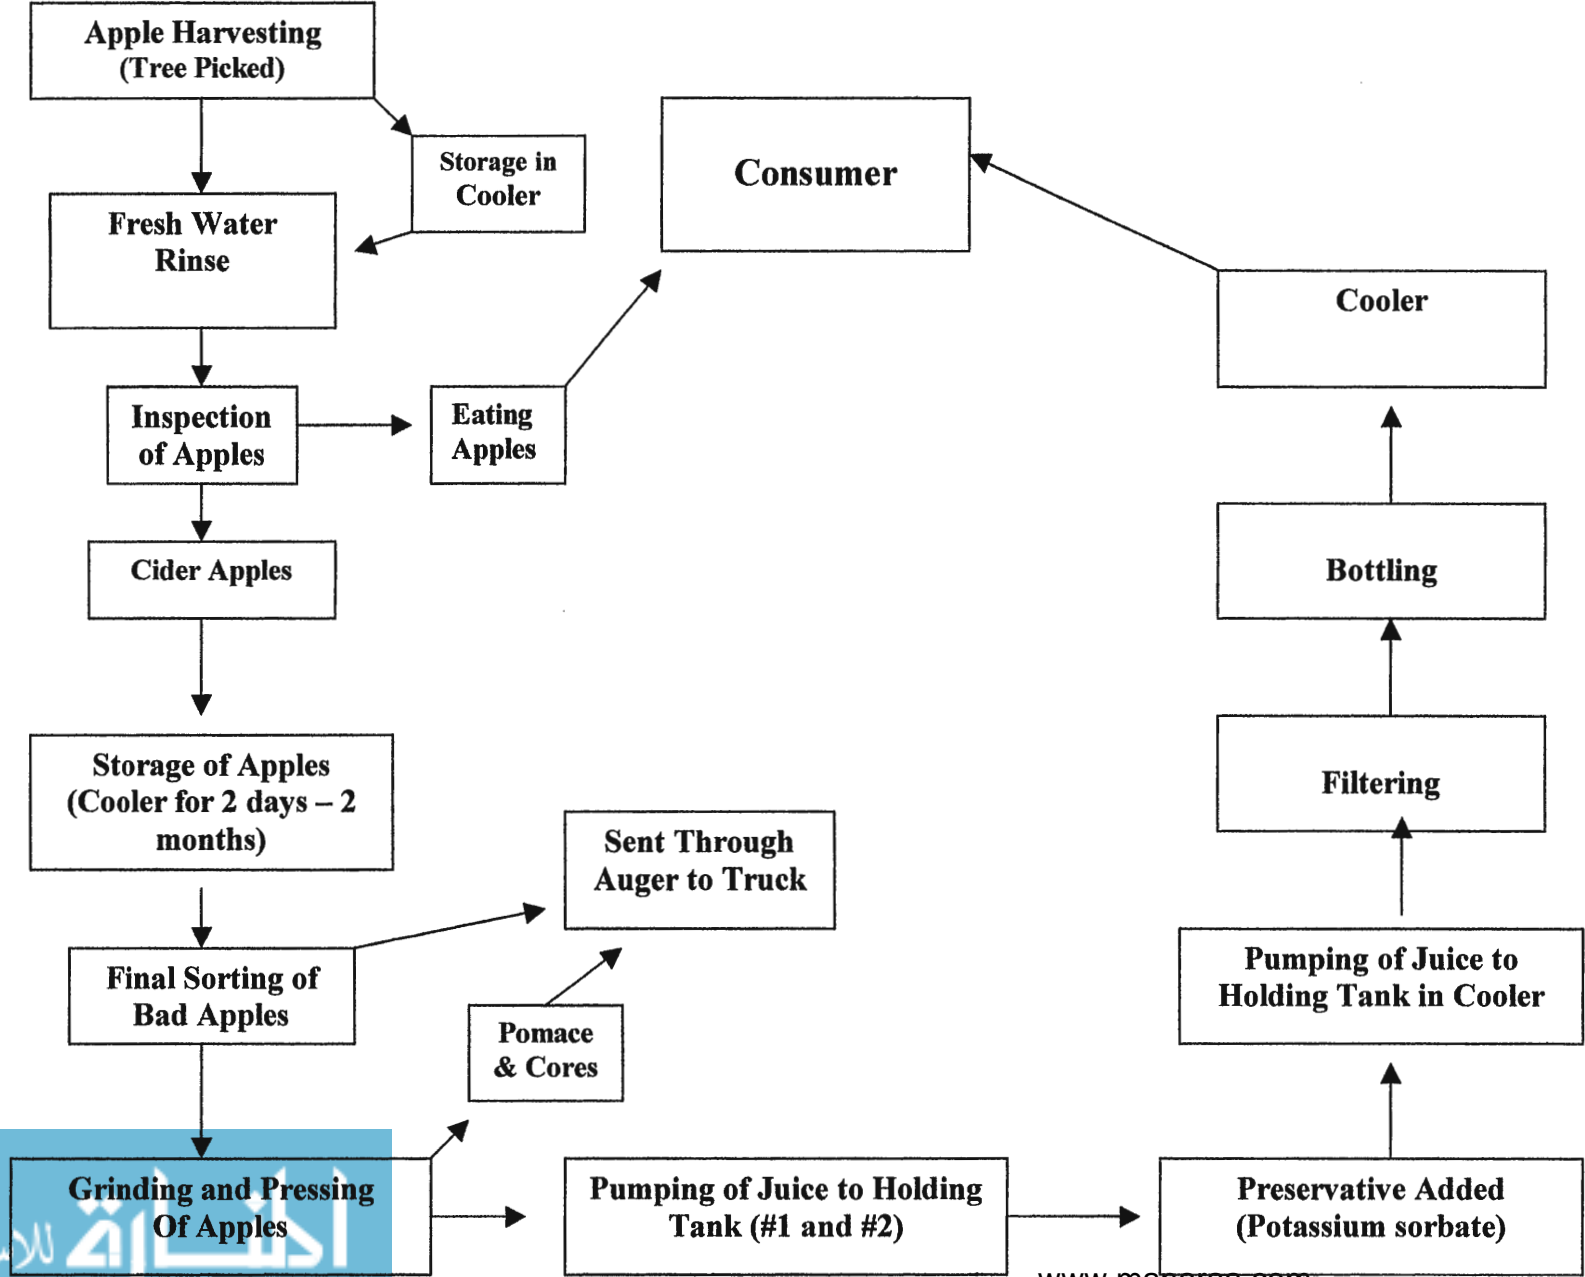 Apple Harvesting
(Tree Picked)
Storage in
Cooler
Consumer
Fresh Water
Rinse
Cooler
Inspection
of Apples
Eating
Apples
Cider Apples
Bottling
Storage of Apples
(Cooler for 2 days – 2
months)
Filtering
Sent Through
Auger to Truck
Final Sorting of
Bad Apples
Pomace
& Cores
Pumping of Juice to
Holding Tank in Cooler
Grinding and Pressing
Of Apples
Pumping of Juice to Holding
Tank (#1 and #2)
Preservative Added
(Potassium sorbate)